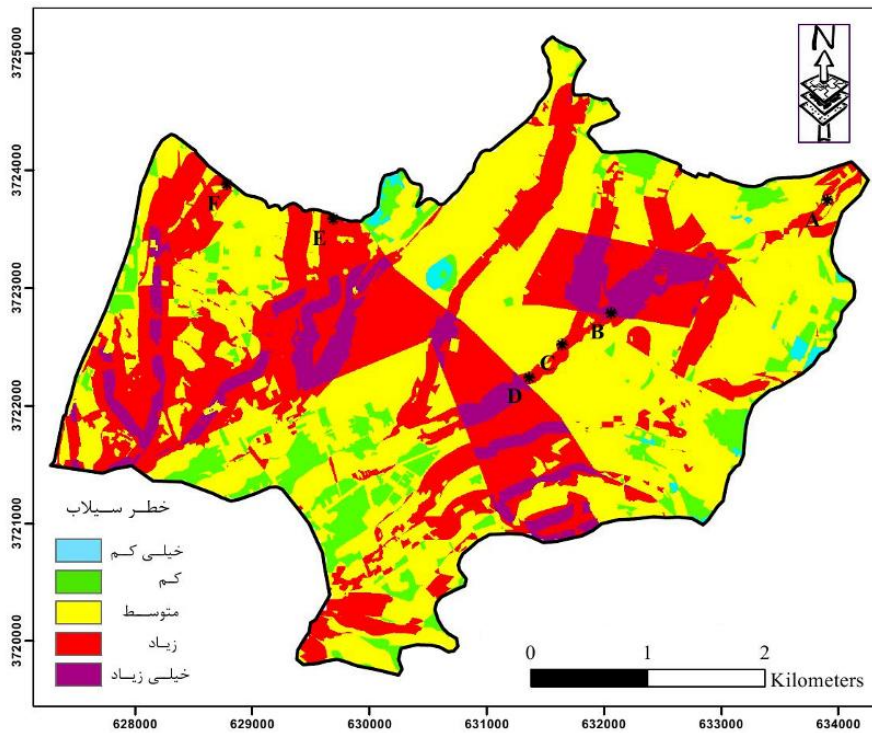 N
3725000
3724000
3723000
3722000
3721000
3720000
F
E
A
B
C
D
خطر سیلاب
خیلی کم
کم
متوسط
زیاد
خیلی زیاد
0 1 2
Kilometers
628000 629000 630000 631000 632000 633000 634000